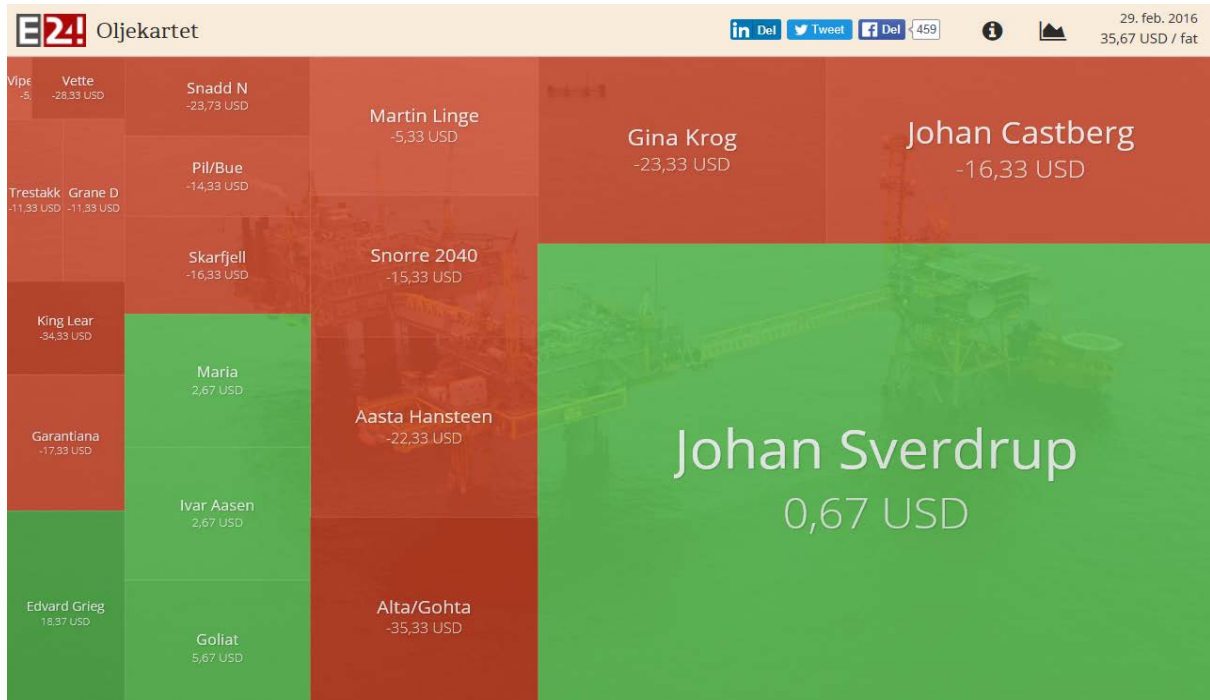 E24! Oljekartet
in Del Tweet f Del 459
29. feb. 2016
35,67 USD / fat
Vipe
-5,
Vette
-28,33 USD
Trestakk
-11,33 USD
Grane D
-11,33 USD
King Lear
-34,33 USD
Garantiana
-17,33 USD
Edvard Grieg
18,37 USD
Snadd N
-23,73 USD
Pil/Bue
-14,33 USD
Skarfjell
-16,33 USD
Maria
2,67 USD
Ivar Aasen
2,67 USD
Goliat
5,67 USD
Martin Linge
-5,33 USD
Snorre 2040
-15,33 USD
Aasta Hansteen
-22,33 USD
Alta/Gohta
-35,33 USD
Gina Krog
-23,33 USD
Johan Castberg
-16,33 USD
Johan Sverdrup
0,67 USD